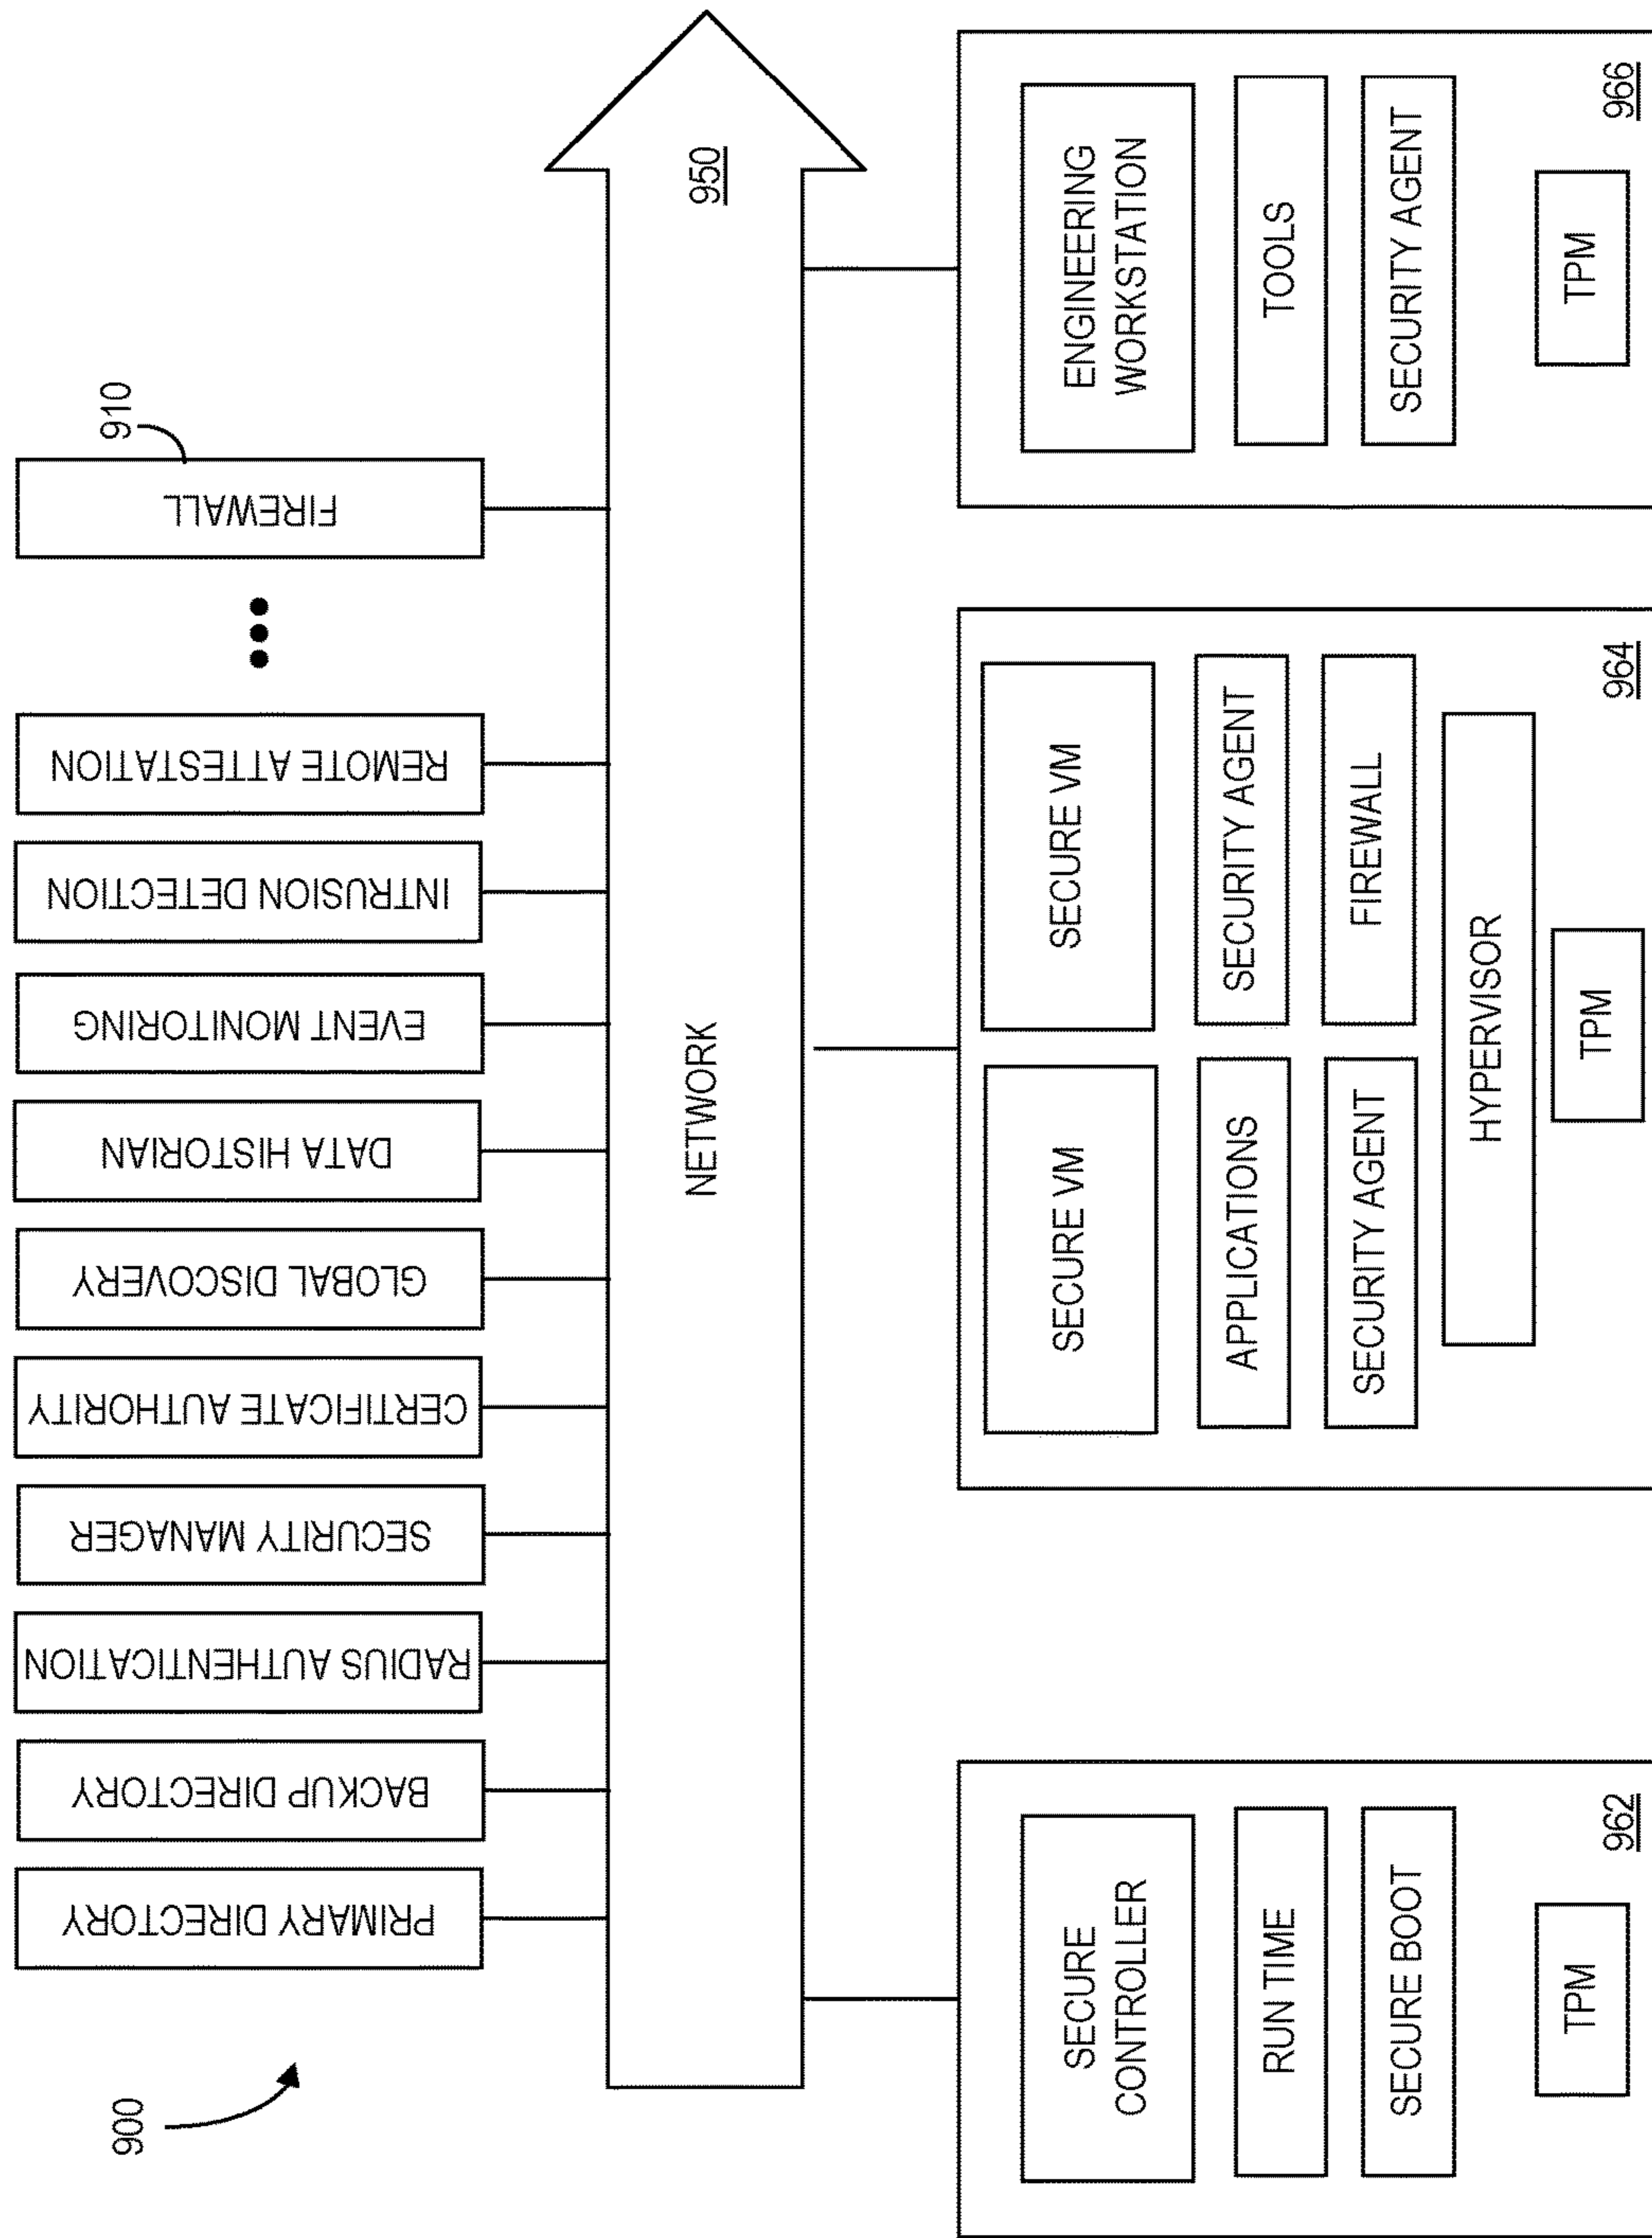 900
PRIMARY DIRECTORY
BACKUP DIRECTORY
RADIUS AUTHENTICATION
SECURITY MANAGER
CERTIFICATE AUTHORITY
GLOBAL DISCOVERY
DATA HISTORIAN
EVENT MONITORING
INTRUSION DETECTION
REMOTE ATTESTATION
FIREWALL
910
NETWORK
950
SECURE
CONTROLLER
RUN TIME
SECURE BOOT
TPM
962
SECURE VM
APPLICATIONS
SECURITY AGENT
SECURE VM
SECURITY AGENT
FIREWALL
HYPERVISOR
TPM
964
ENGINEERING
WORKSTATION
TOOLS
SECURITY AGENT
TPM
966